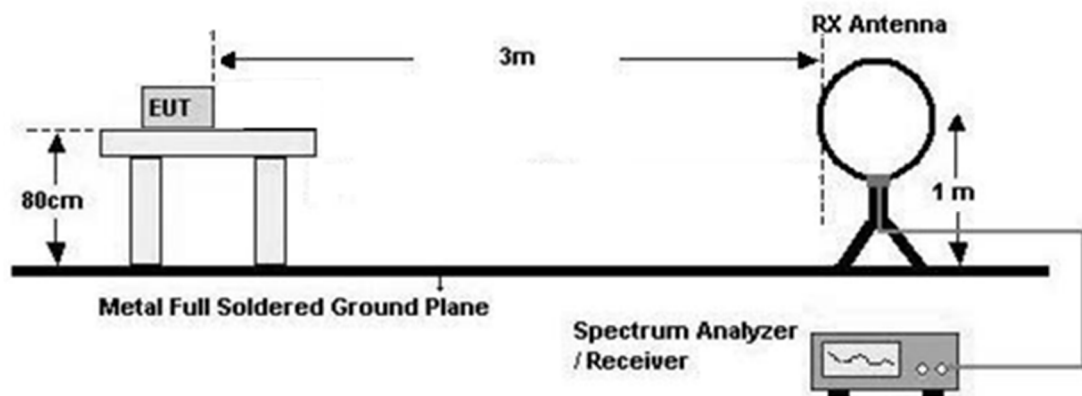 RX Antenna
3m
EUT
80cm
1 m
Metal Full Soldered Ground Plane
Spectrum Analyzer
/ Receiver